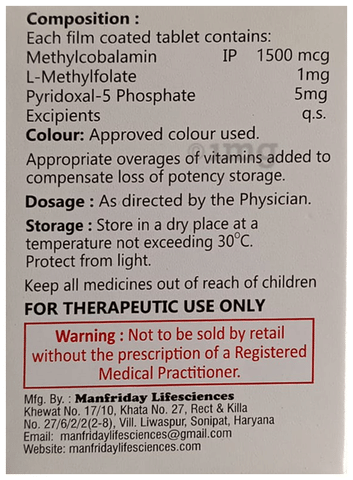 Composition :
Each film coated tablet contains:
Methylcobalamin IP 1500 mcg
L-Methylfolate 1mg
Pyridoxal-5 Phosphate 5mg
Excipients q.s.
Colour: Approved colour used.
1mg
Appropriate overages of vitamins added to
compensate loss of potency storage.
Dosage : As directed by the Physician.
Storage : Store in a dry place at a
temperature not exceeding 30°C.
Protect from light.
Keep all medicines out of reach of children
FOR THERAPEUTIC USE ONLY
Warning : Not to be sold by retail
without the prescription of a Registered
Medical Practitioner.
Mfg. By. : Manfriday Lifesciences
Khewat No. 17/10, Khata No. 27, Rect & Killa
No. 27/6/2/2(2-8), Vill. Liwaspur, Sonipat, Haryana
Email: manfridaylifesciences@gmail.com
Website: manfridaylifesciences.com